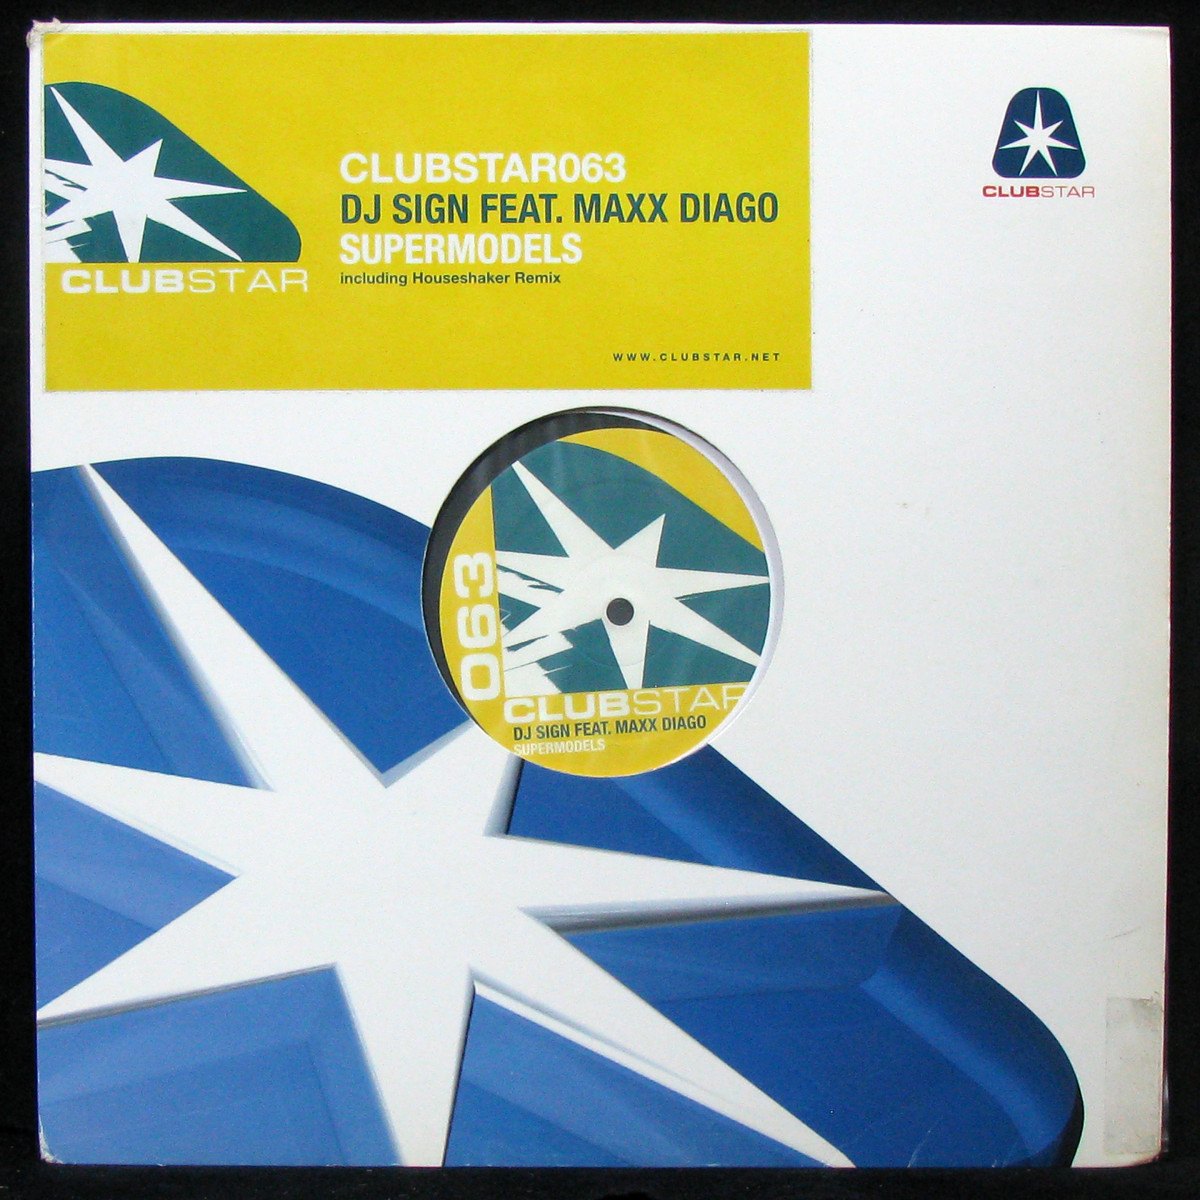 CLUBSTAR063
DJ SIGN FEAT. MAXX DIAGO
SUPERMODELS
including Houseshaker Remix
CLUBSTAR
WWW.CLUBSTAR.NET
CLUBSTAR
063
CLUBSTAR
DJ SIGN FEAT. MAXX DIAGO
SUPERMODELS